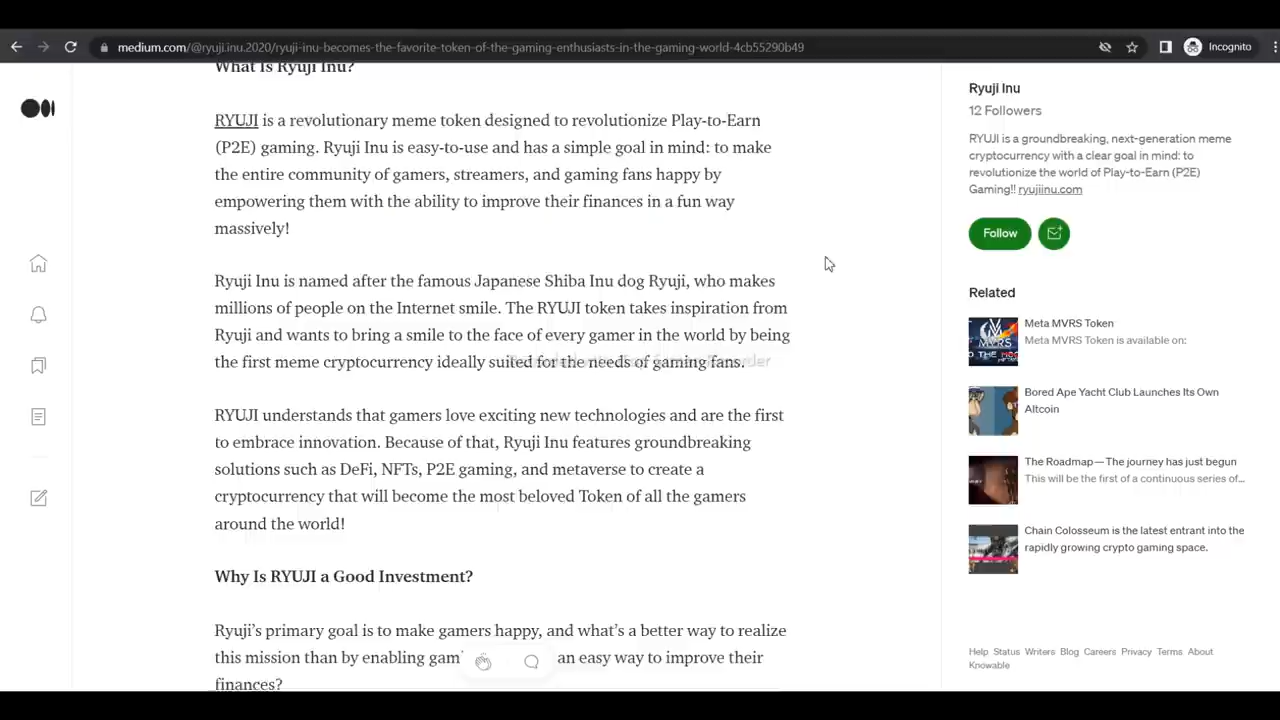 medium.com/@ryuji.inu.2020/ryuji-inu-becomes-the-favorite-token-of-the-gaming-enthusiasts-in-the-gaming-world-4cb55290b49
Incognito
What Is Ryuji Inu?
RYUJI is a revolutionary meme token designed to revolutionize Play-to-Earn
(P2E) gaming. Ryuji Inu is easy-to-use and has a simple goal in mind: to make
the entire community of gamers, streamers, and gaming fans happy by
empowering them with the ability to improve their finances in a fun way
massively!
Ryuji Inu is named after the famous Japanese Shiba Inu dog Ryuji, who makes
millions of people on the Internet smile. The RYUJI token takes inspiration from
Ryuji and wants to bring a smile to the face of every gamer in the world by being
the first meme cryptocurrency ideally suited for the needs of gaming fans.
RYUJI understands that gamers love exciting new technologies and are the first
to embrace innovation. Because of that, Ryuji Inu features groundbreaking
solutions such as DeFi, NFTs, P2E gaming, and metaverse to create a
cryptocurrency that will become the most beloved Token of all the gamers
around the world!
Why Is RYUJI a Good Investment?
Ryuji's primary goal is to make gamers happy, and what's a better way to realize
this mission than by enabling gam an easy way to improve their
finances?
Ryuji Inu
12 Followers
RYUJI is a groundbreaking, next-generation meme
cryptocurrency with a clear goal in mind: to
revolutionize the world of Play-to-Earn (P2E)
Gaming!! ryujiinu.com
Follow
Related
Meta MVRS Token
Meta MVRS Token is available on:
Bored Ape Yacht Club Launches Its Own
Altcoin
The Roadmap — The journey has just begun
This will be the first of a continuous series of…
Chain Colosseum is the latest entrant into the
rapidly growing crypto gaming space.
Help Status Writers Blog Careers Privacy Terms About
Knowable